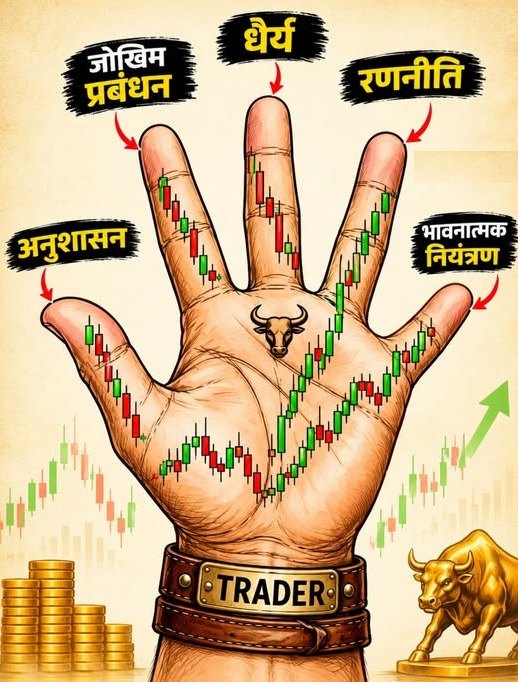 धैर्य
जोखिम
प्रबंधन
रणनीति
अनुशासन
भावनात्मक
नियंत्रण
TRADER